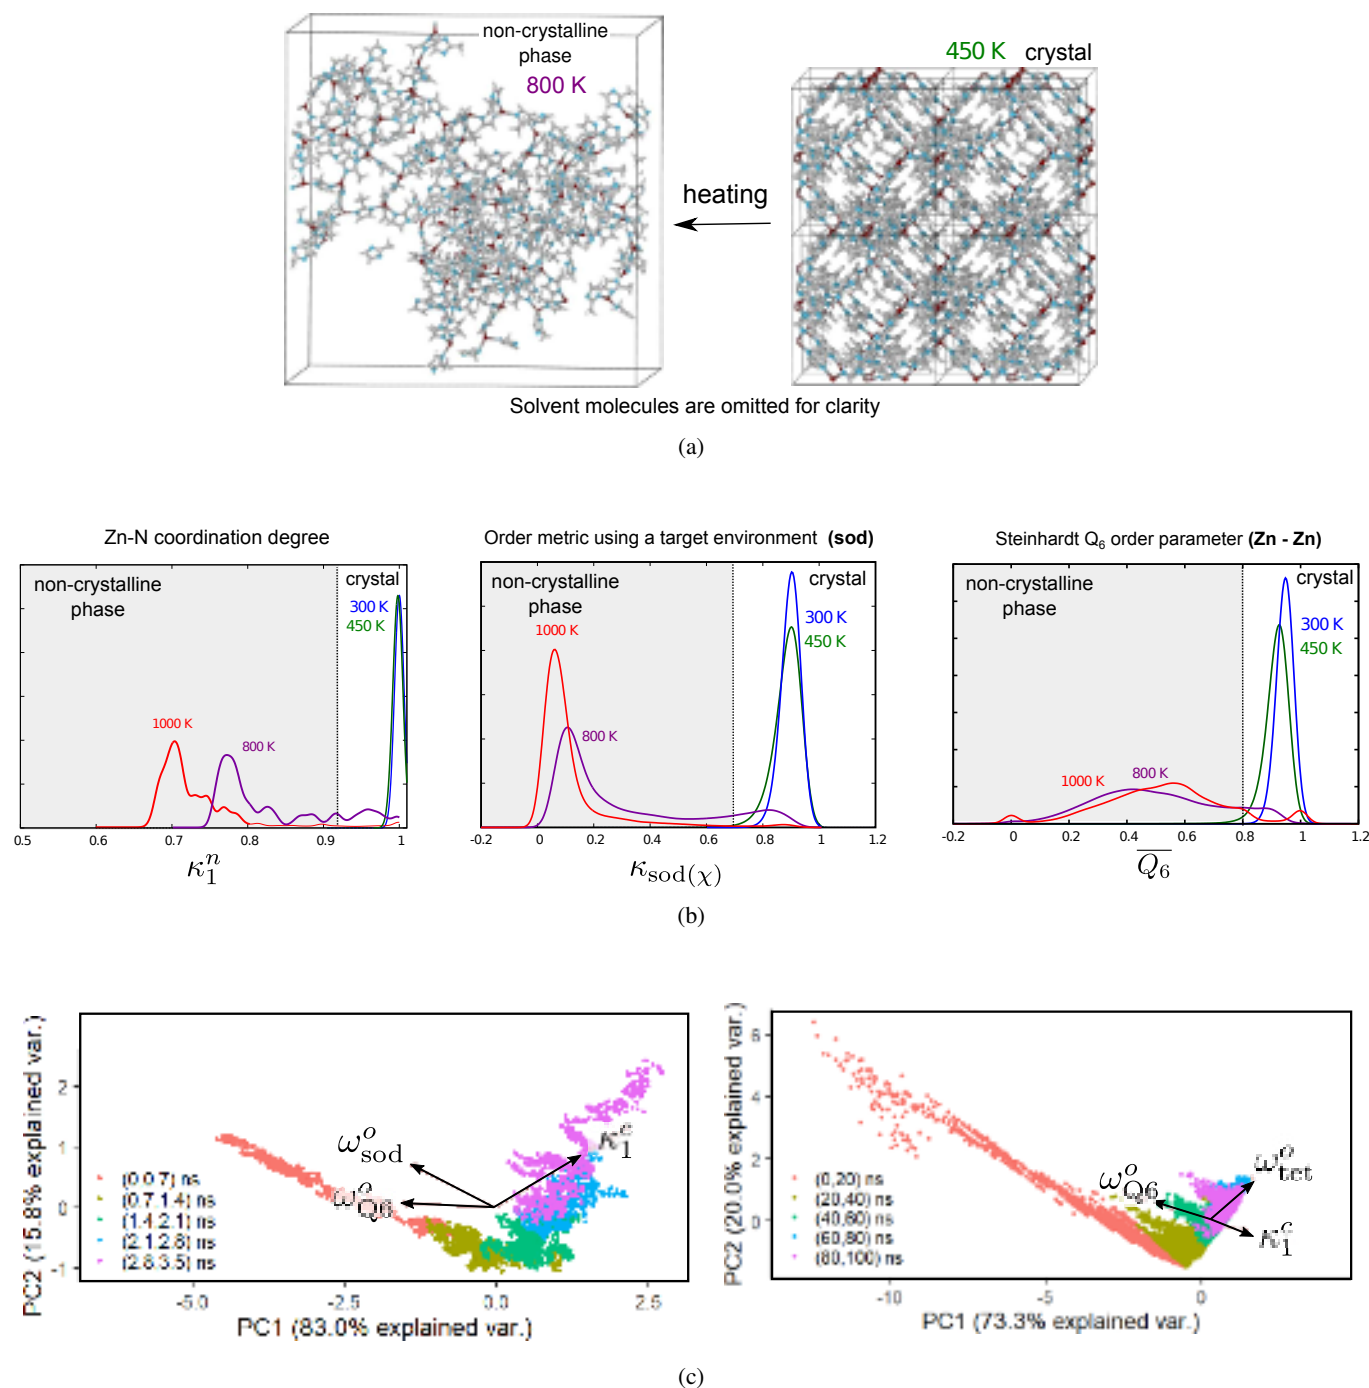 non-crystalline
phase
800 K
450 K crystal
heating
Solvent molecules are omitted for clarity
(a)
Zn-N coordination degree
non-crystalline
phase
crystal
300 K
450 K
1000 K
800 K
0.5 0.6 0.7 0.8 0.9 1
κ₁ⁿ
Order metric using a target environment (sod)
non-crystalline
phase
crystal
1000 K
300 K
450 K
800 K
-0.2 0 0.2 0.4 0.6 0.8 1 1.2
κ_sod(χ)
Steinhardt Q₆ order parameter (Zn - Zn)
non-crystalline
phase
crystal
300 K
450 K
1000 K
800 K
-0.2 0 0.2 0.4 0.6 0.8 1 1.2
Q̅₆
(b)
PC2 (15.8% explained var.)
2
1
0
-1
ω°_sod
ω°_Q6
κ₁ᶜ
(0,0.7) ns
(0.7,1.4) ns
(1.4,2.1) ns
(2.1,2.8) ns
(2.8,3.5) ns
-5.0 -2.5 0.0 2.5
PC1 (83.0% explained var.)
PC2 (20.0% explained var.)
6
4
2
0
ω°_Q6
ω°_tet
κ₁ᶜ
(0,20) ns
(20,40) ns
(40,60) ns
(60,80) ns
(80,100) ns
-10 -5 0
PC1 (73.3% explained var.)
(c)